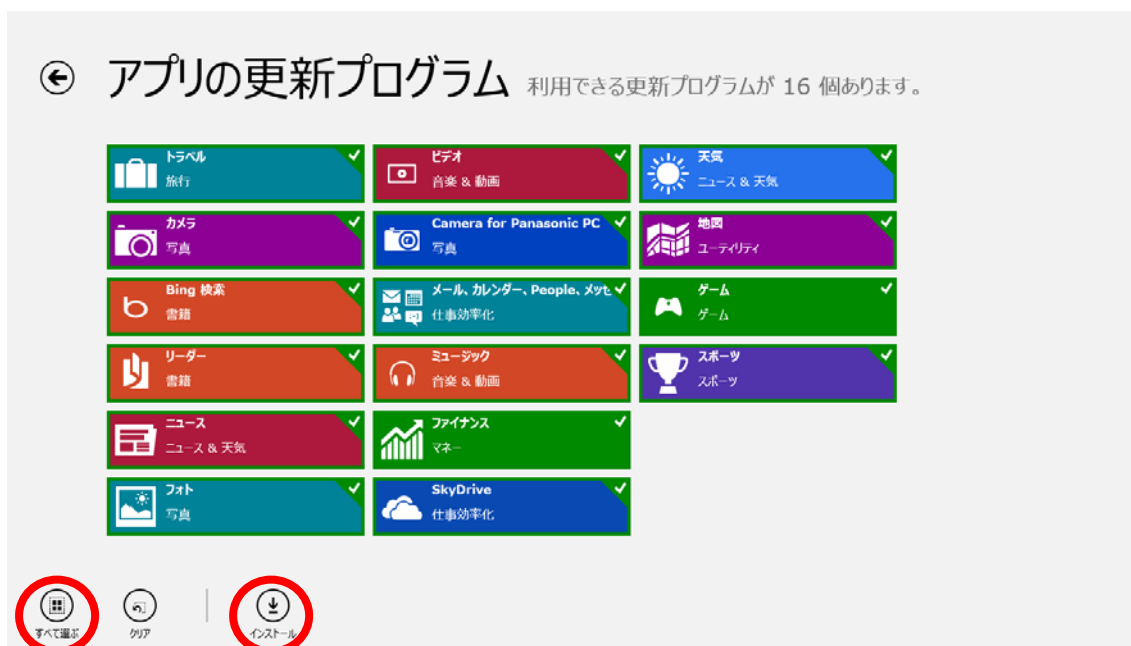 アプリの更新プログラム 利用できる更新プログラムが 16 個あります。
トラベル
旅行
カメラ
写真
Bing 検索
書籍
リーダー
書籍
ニュース
ニュース & 天気
フォト
写真
ビデオ
音楽 & 動画
Camera for Panasonic PC
写真
メール、カレンダー、People、メッセ
仕事効率化
ミュージック
音楽 & 動画
ファイナンス
マネー
SkyDrive
仕事効率化
天気
ニュース & 天気
地図
ユーティリティ
ゲーム
ゲーム
スポーツ
スポーツ
すべて選ぶ
クリア
インストール